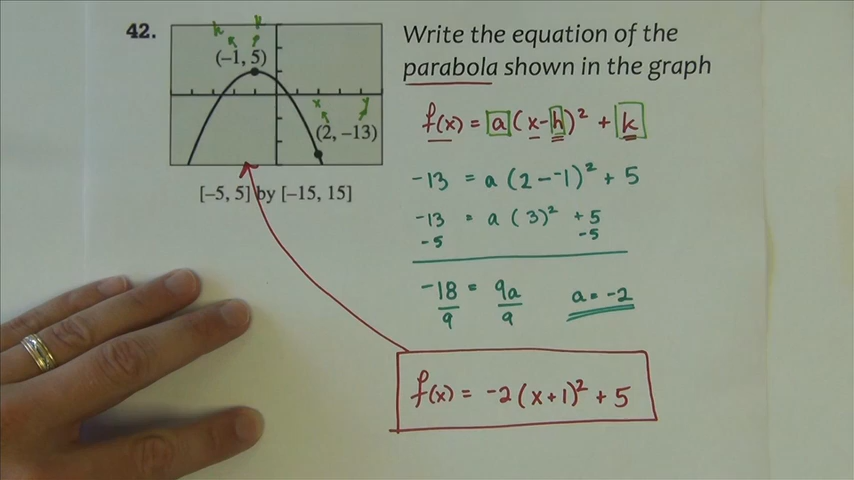 42.
h k
(–1, 5)
x y
(2, –13)
[–5, 5] by [–15, 15]
Write the equation of the
parabola shown in the graph
f(x) = a(x-h)² + k
-13 = a(2--1)² + 5
-13 = a(3)² +5
-5 -5
-18 = 9a a = -2
9 9
f(x) = -2(x+1)² + 5